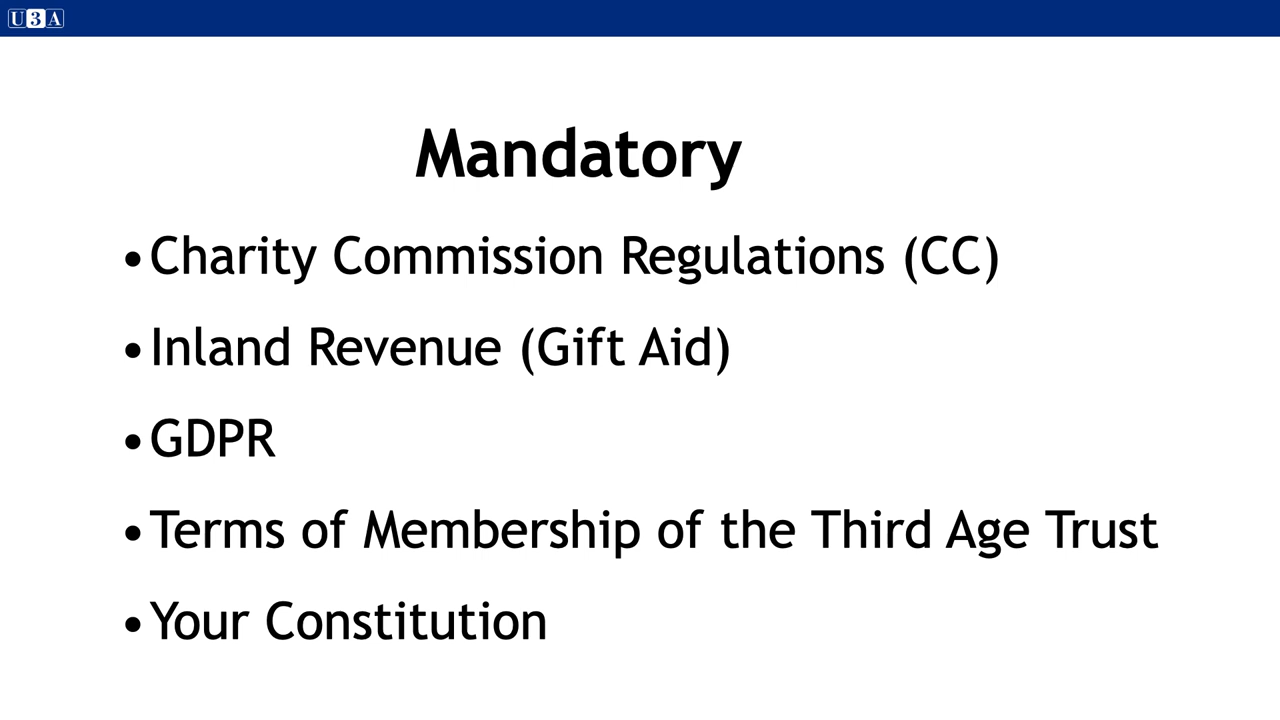 U3A
Mandatory
•Charity Commission Regulations (CC)
•Inland Revenue (Gift Aid)
•GDPR
•Terms of Membership of the Third Age Trust
•Your Constitution